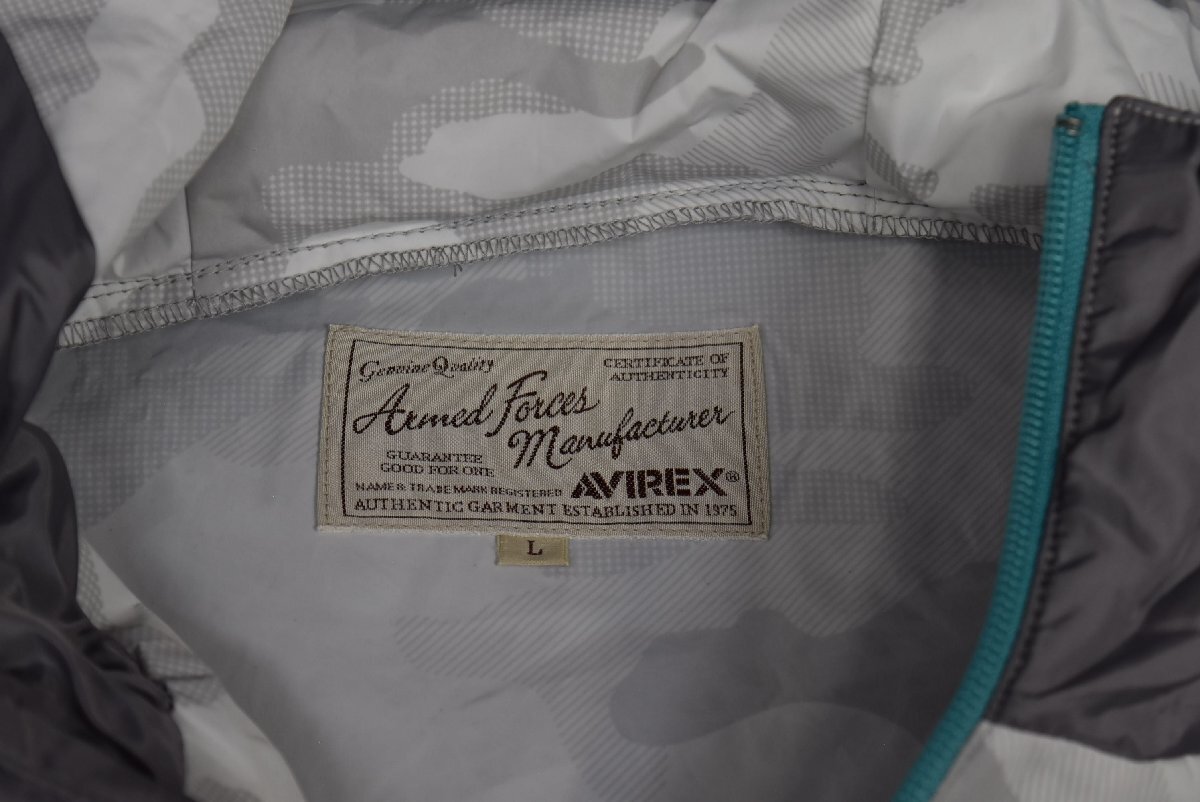 Genuine Quality
CERTIFICATE OF
AUTHENTICITY
Armed Forces
Manufacturer
GUARANTEE
GOOD FOR ONE
NAME & TRADE MARK REGISTERED
AVIREX®
AUTHENTIC GARMENT ESTABLISHED IN 1975
L